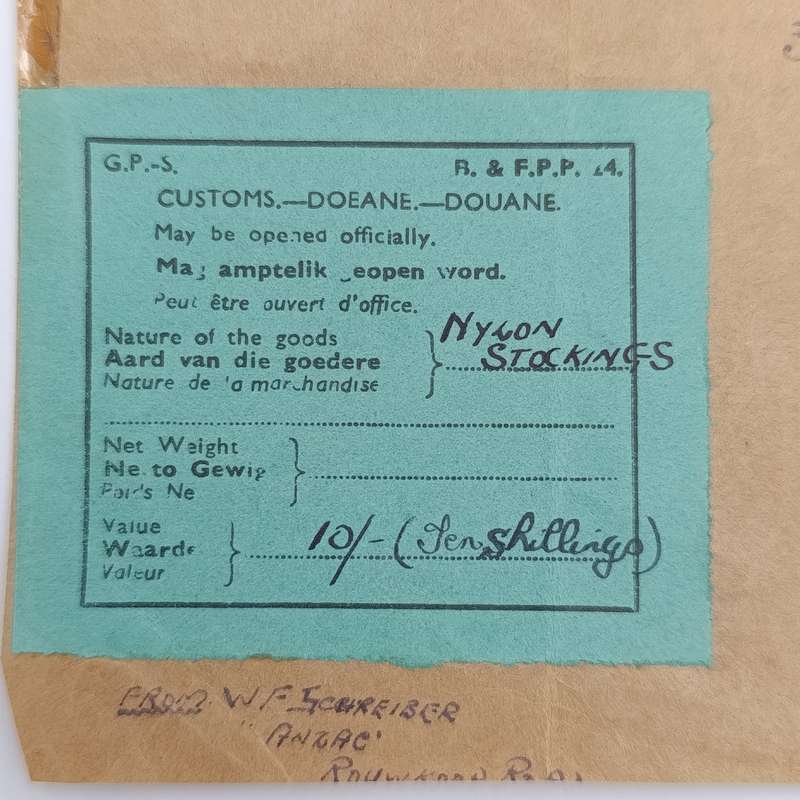 G.P.-S. B. & F.P.P. 24.
CUSTOMS.—DOEANE.—DOUANE.
May be opened officially.
Mag amptelik geopen word.
Peut être ouvert d'office.
Nature of the goods
Aard van die goedere
Nature de la marchandise
NYLON
STOCKINGS
Net Weight
Netto Gewig
Poids Net
Value
Waarde
Valeur
10/- (Ten shillings)
FROM W F SCHREIBER
"ANZAC"